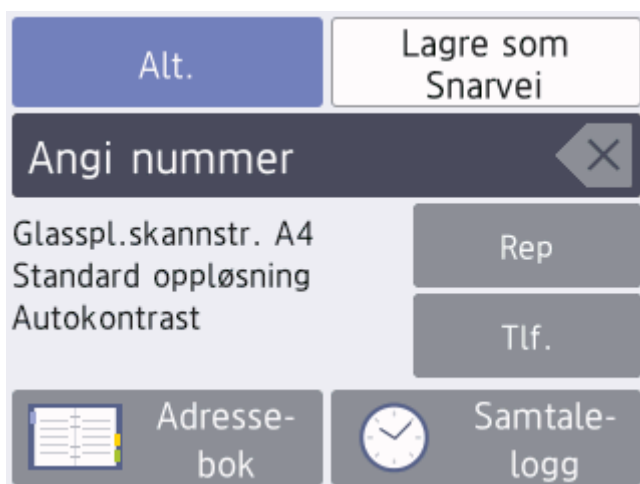 Alt.
Lagre som
Snarvei
Angi nummer
Glasspl.skannstr. A4
Standard oppløsning
Autokontrast
Rep
Tlf.
Adresse-
bok
Samtale-
logg